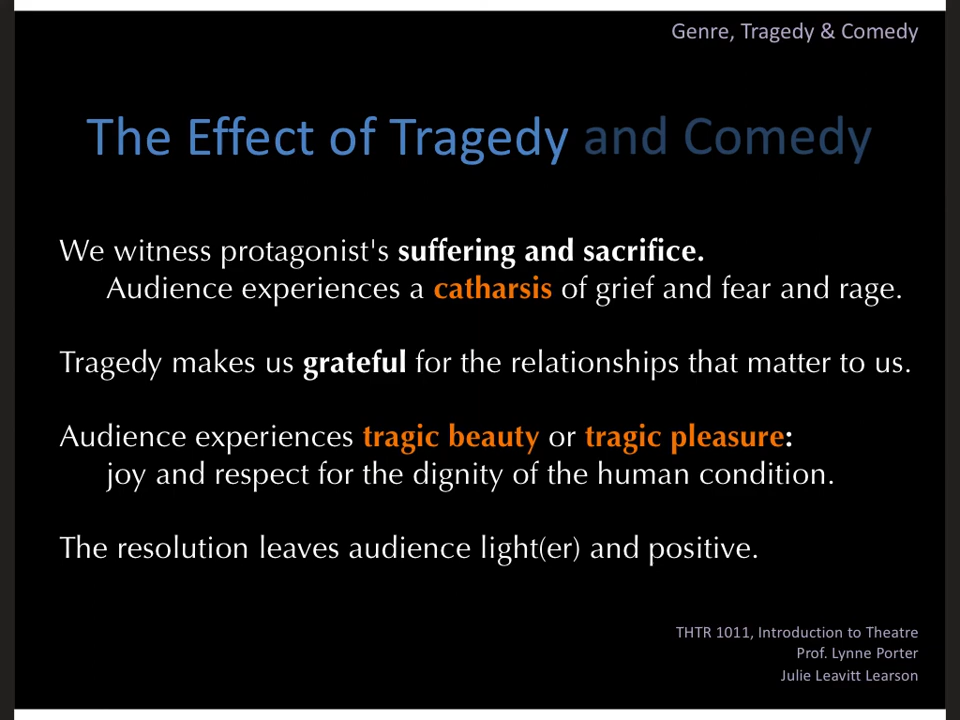 Genre, Tragedy & Comedy
The Effect of Tragedy and Comedy
We witness protagonist's suffering and sacrifice.
Audience experiences a catharsis of grief and fear and rage.
Tragedy makes us grateful for the relationships that matter to us.
Audience experiences tragic beauty or tragic pleasure:
joy and respect for the dignity of the human condition.
The resolution leaves audience light(er) and positive.
THTR 1011, Introduction to Theatre
Prof. Lynne Porter
Julie Leavitt Learson